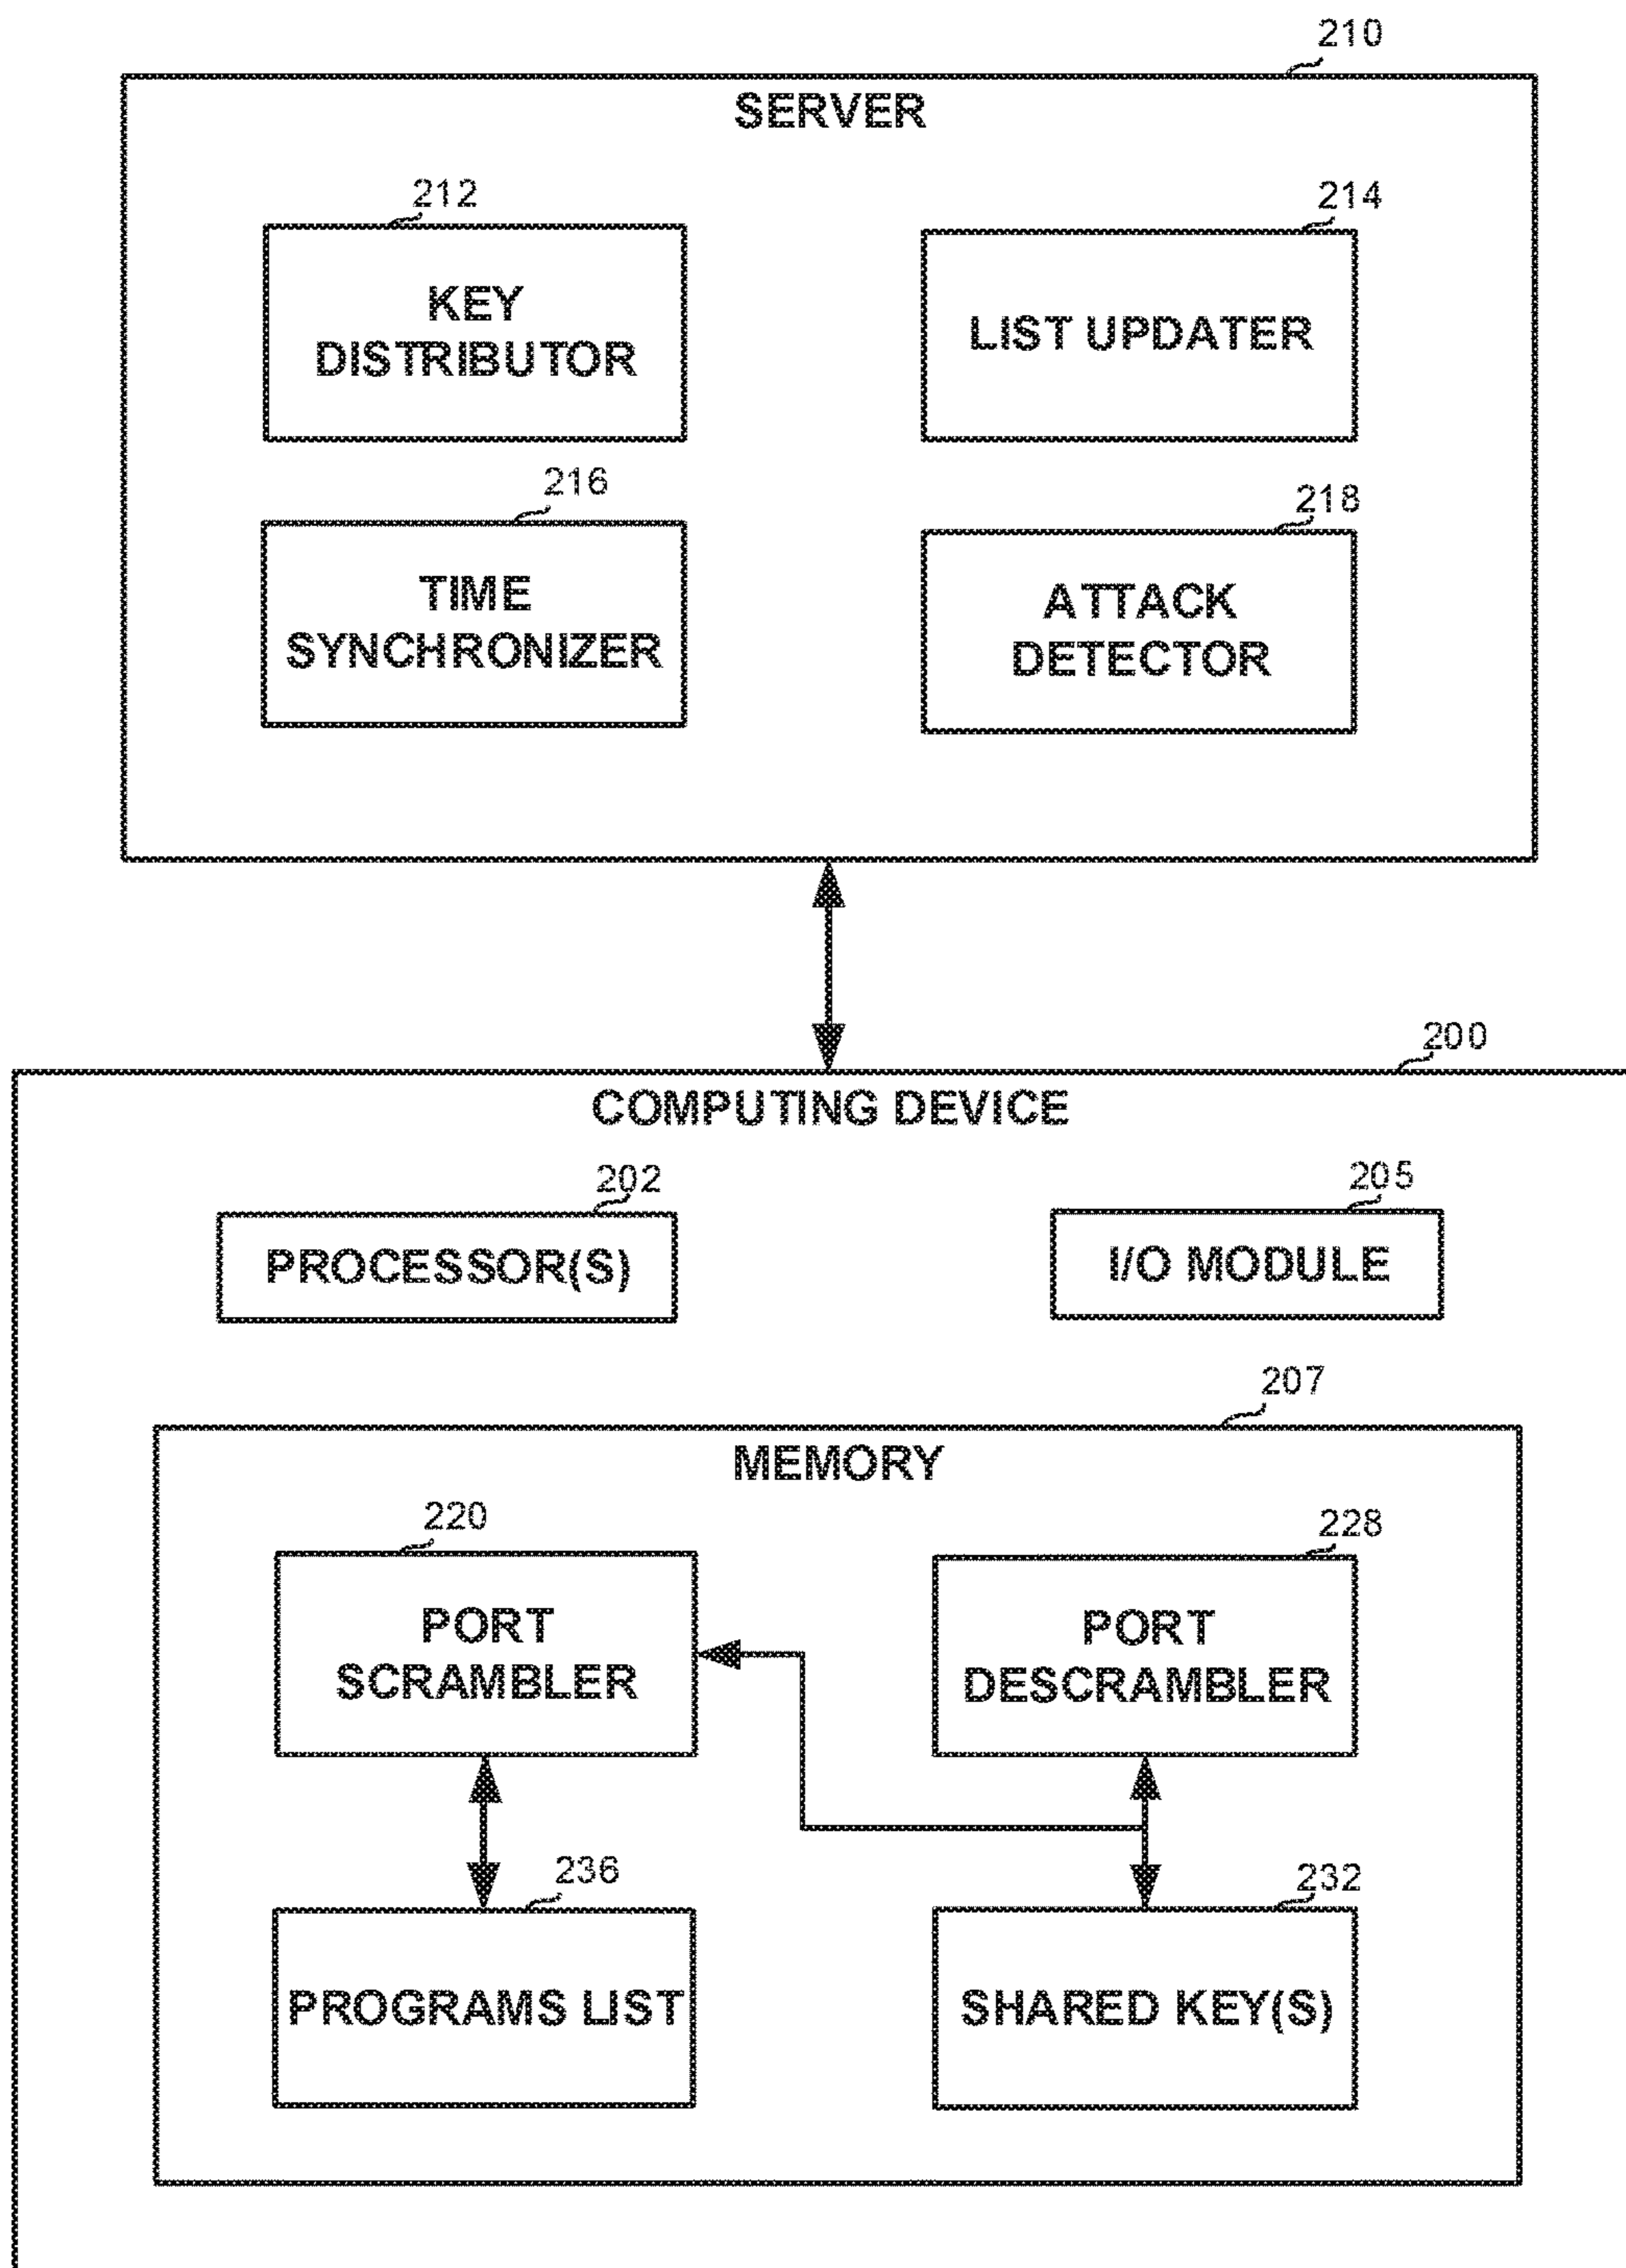 210
SERVER
212
214
KEY
DISTRIBUTOR
LIST UPDATER
216
218
TIME
SYNCHRONIZER
ATTACK
DETECTOR
200
COMPUTING DEVICE
202
205
PROCESSOR(S)
I/O MODULE
207
MEMORY
220
228
PORT
SCRAMBLER
PORT
DESCRAMBLER
236
232
PROGRAMS LIST
SHARED KEY(S)